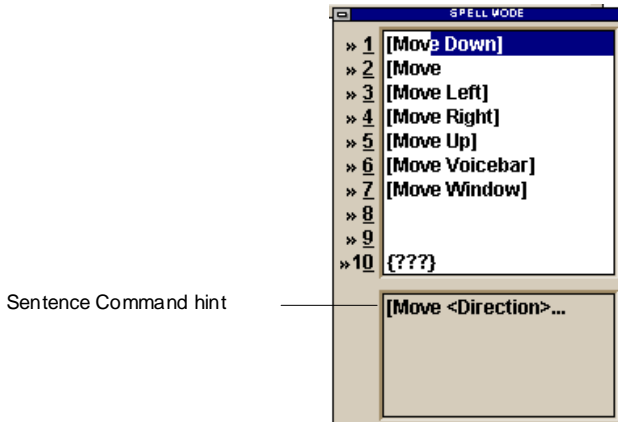 SPELL MODE
» 1 [Move Down]
» 2 [Move
» 3 [Move Left]
» 4 [Move Right]
» 5 [Move Up]
» 6 [Move Voicebar]
» 7 [Move Window]
» 8
» 9
»10 {???}
Sentence Command hint
[Move <Direction>...